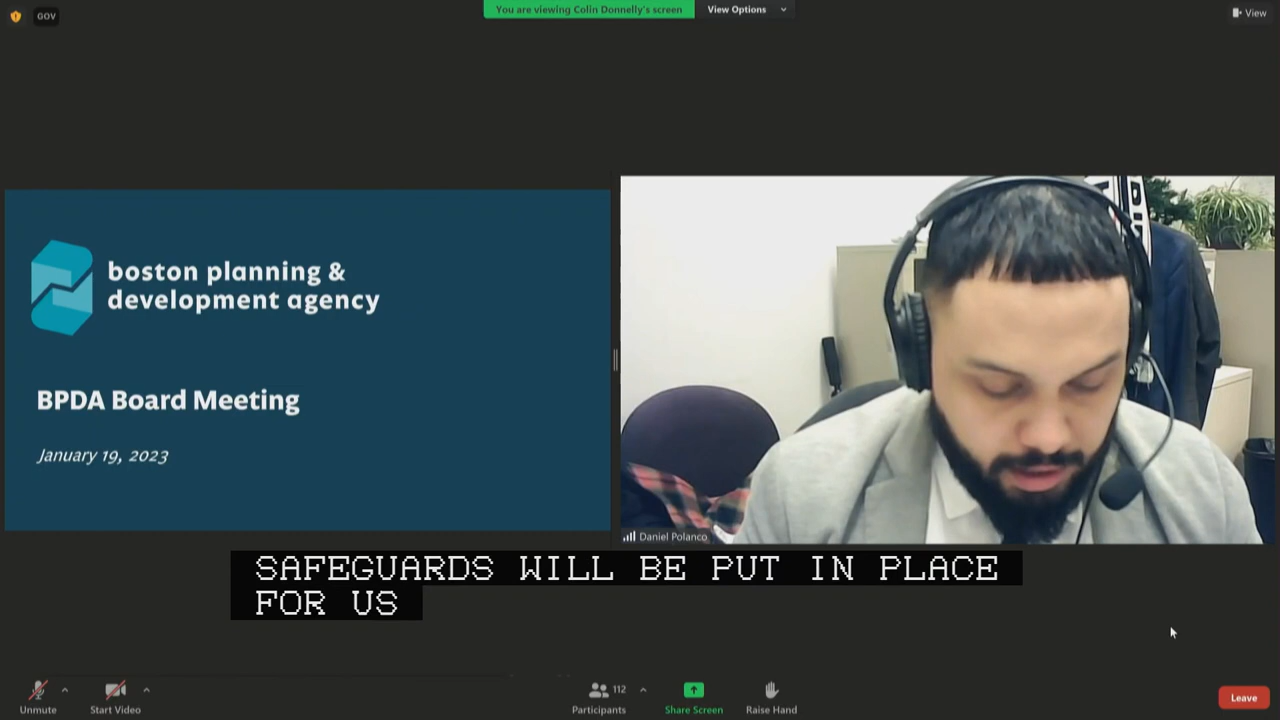 GOV
You are viewing Colin Donnelly's screen
View Options
View
boston planning &
development agency
BPDA Board Meeting
January 19, 2023
Daniel Polanco
SAFEGUARDS WILL BE PUT IN PLACE
FOR US
Unmute
Start Video
112
Participants
Share Screen
Raise Hand
Leave